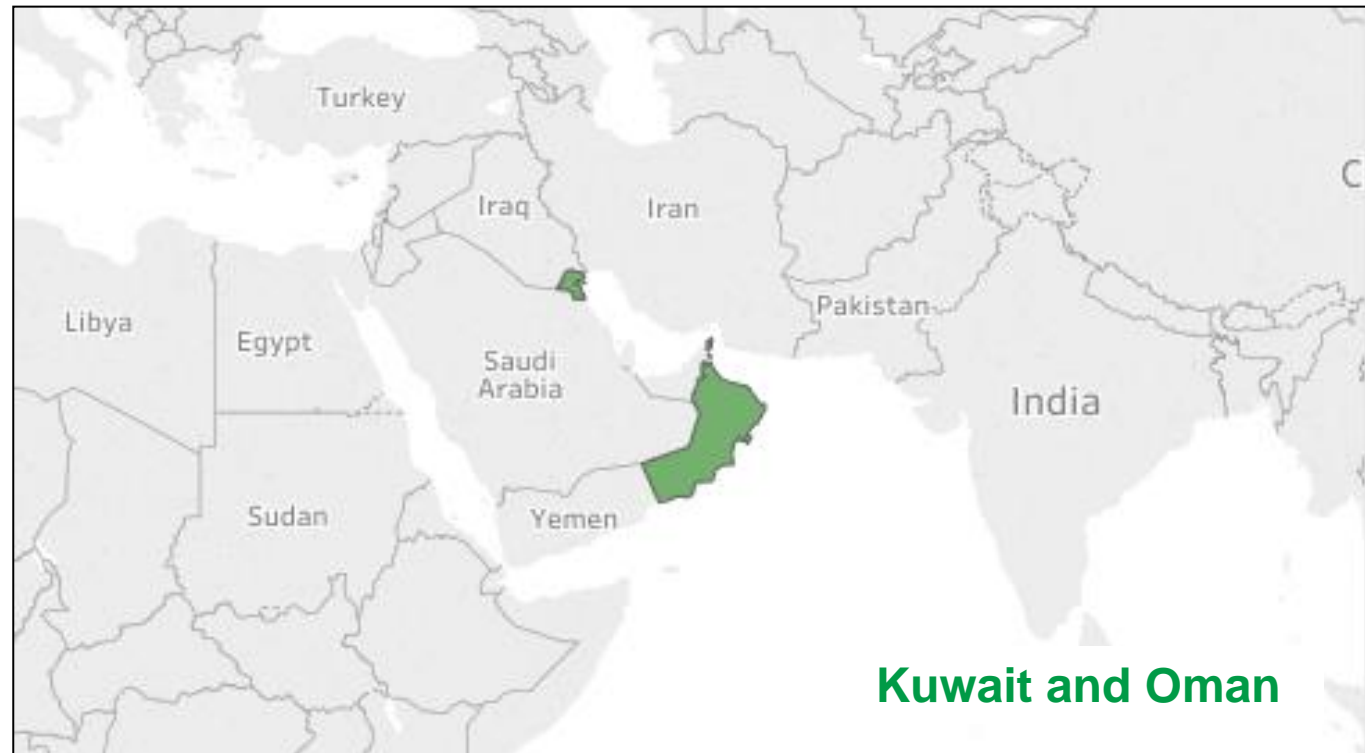 Turkey
Iraq
Iran
C
Pakistan
Libya
Egypt
Saudi
Arabia
India
Sudan
Yemen
Kuwait and Oman